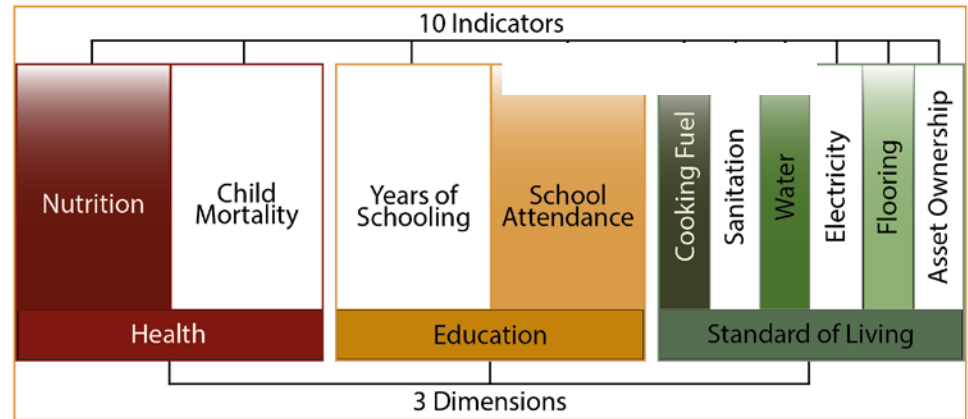 10 Indicators
Nutrition
Child
Mortality
Years of
Schooling
School
Attendance
Cooking Fuel
Sanitation
Water
Electricity
Flooring
Asset Ownership
Health
Education
Standard of Living
3 Dimensions